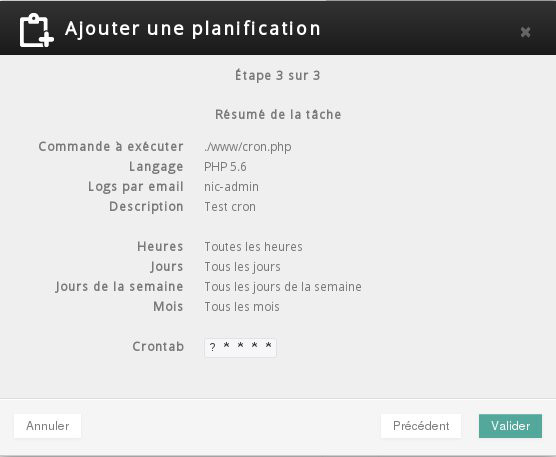 Ajouter une planification
Étape 3 sur 3
Résumé de la tâche
Commande à exécuter ./www/cron.php
Langage PHP 5.6
Logs par email nic-admin
Description Test cron
Heures Toutes les heures
Jours Tous les jours
Jours de la semaine Tous les jours de la semaine
Mois Tous les mois
Crontab ? * * * *
Annuler Précédent Valider